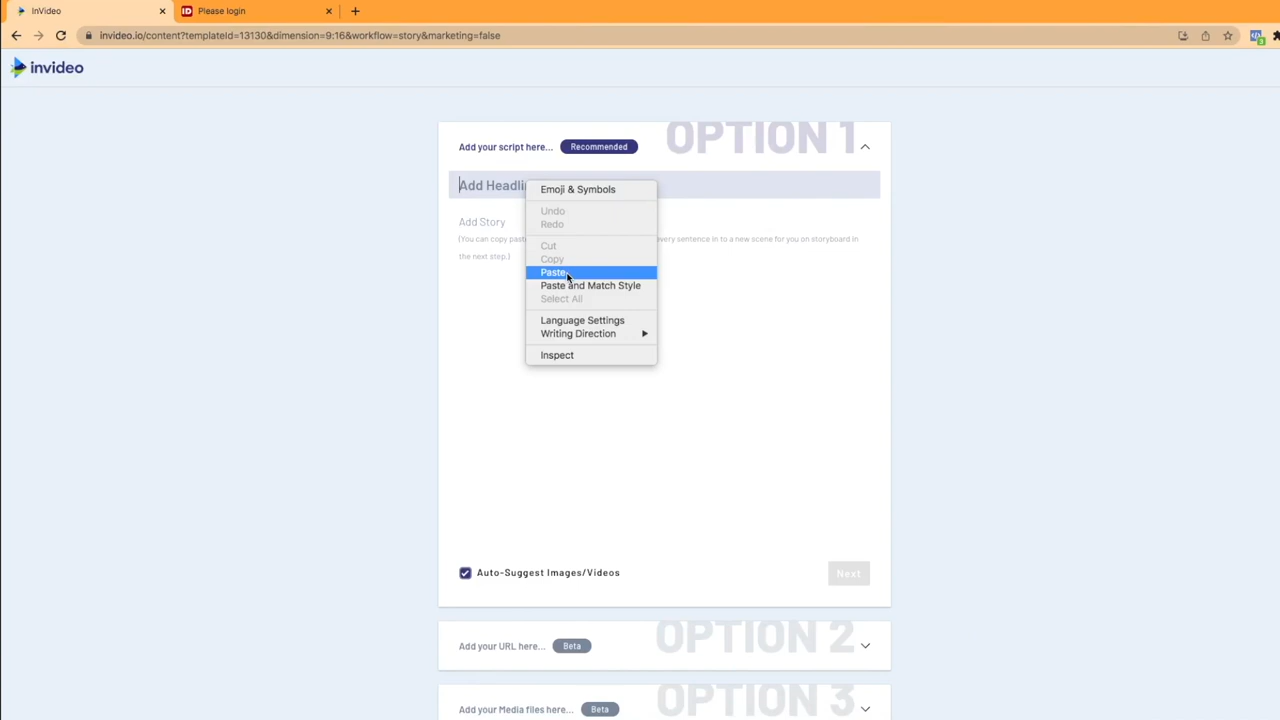 InVideo
Please login
invideo.io/content?templateId=13130&dimension=9:16&workflow=story&marketing=false
invideo
OPTION 1
Add your script here... Recommended
Add Headli
Add Story
(You can copy paste
every sentence in to a new scene for you on storyboard in
the next step.)
Emoji & Symbols
Undo
Redo
Cut
Copy
Paste
Paste and Match Style
Select All
Language Settings
Writing Direction
Inspect
Auto-Suggest Images/Videos
Next
Add your URL here... Beta
OPTION 2
Add your Media files here... Beta
OPTION 3